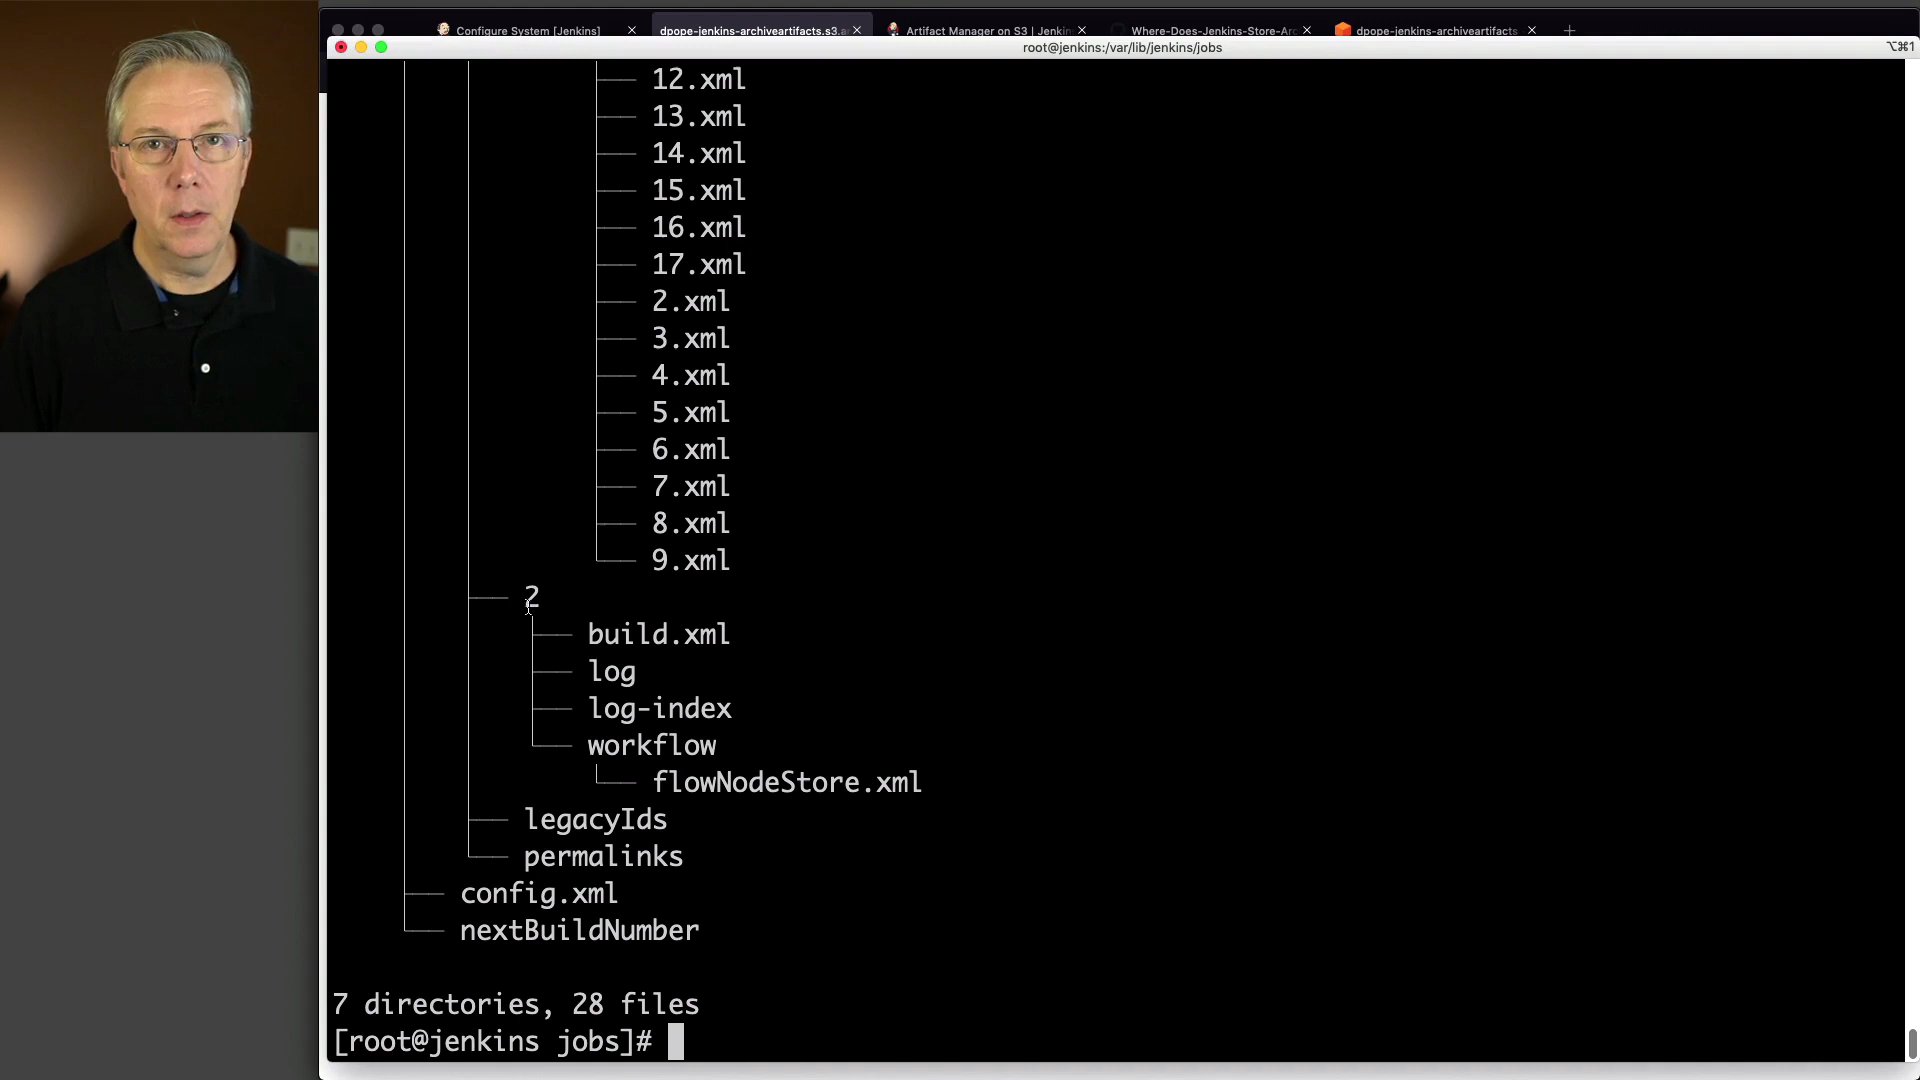 Configure System [Jenkins]
dpope-jenkins-archiveartifacts.s3.a
Artifact Manager on S3 | Jenkin
Where-Does-Jenkins-Store-Arc
dpope-jenkins-archiveartifacts
root@jenkins:/var/lib/jenkins/jobs
⌥⌘1
12.xml
13.xml
14.xml
15.xml
16.xml
17.xml
2.xml
3.xml
4.xml
5.xml
6.xml
7.xml
8.xml
9.xml
2
build.xml
log
log-index
workflow
flowNodeStore.xml
legacyIds
permalinks
config.xml
nextBuildNumber
7 directories, 28 files
[root@jenkins jobs]#